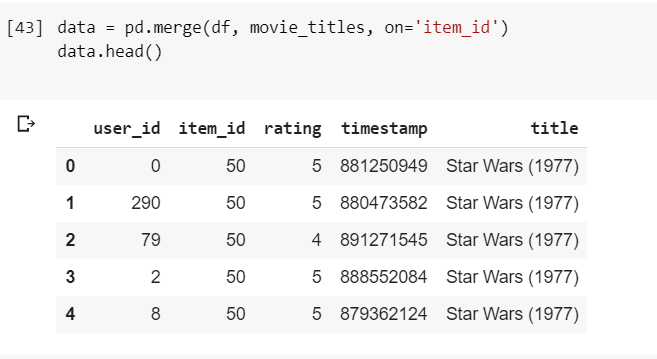 [43] data = pd.merge(df, movie_titles, on='item_id')
data.head()
user_id item_id rating timestamp title
0 0 50 5 881250949 Star Wars (1977)
1 290 50 5 880473582 Star Wars (1977)
2 79 50 4 891271545 Star Wars (1977)
3 2 50 5 888552084 Star Wars (1977)
4 8 50 5 879362124 Star Wars (1977)